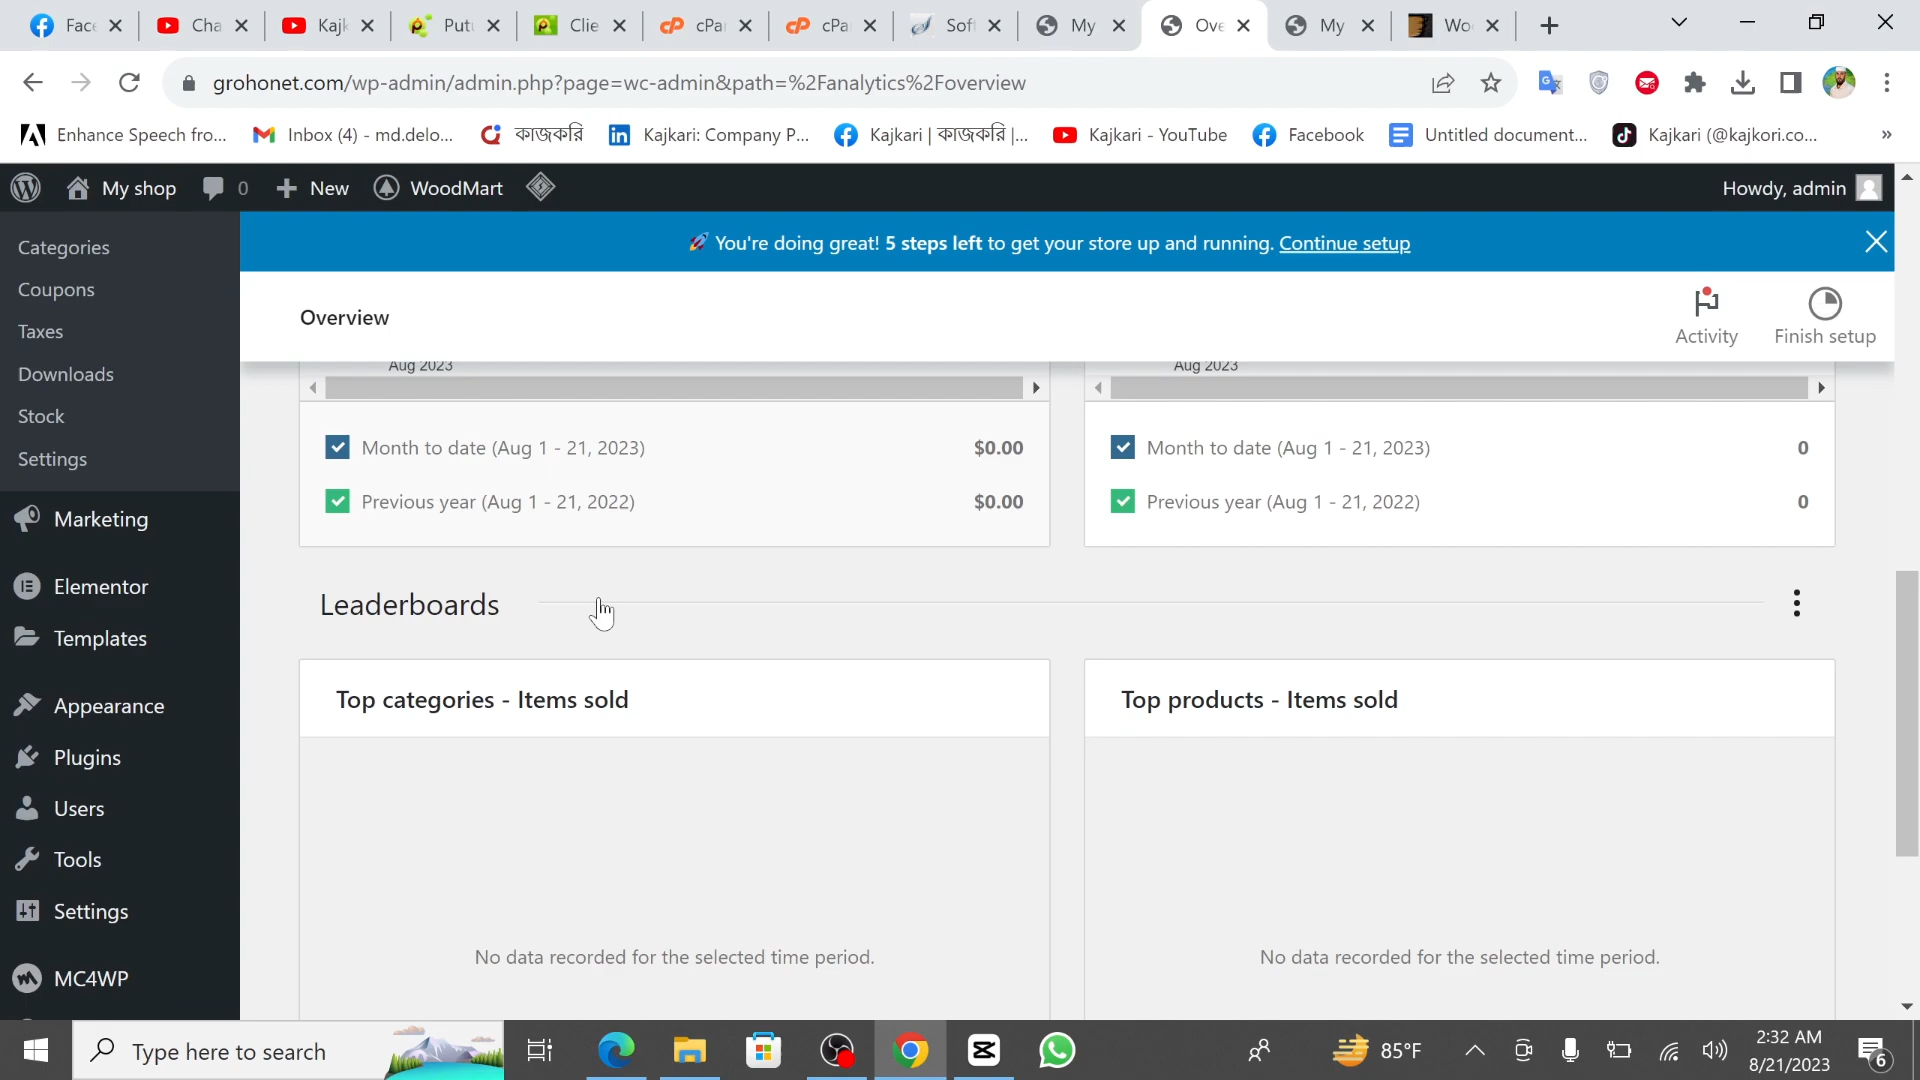 Face
Cha
Kajk
Putu
Clie
cPan
cPan
Soft
My
Ove
My
Woo
grohonet.com/wp-admin/admin.php?page=wc-admin&path=%2Fanalytics%2Foverview
Enhance Speech fro...
Inbox (4) - md.delo...
কাজকরি
Kajkari: Company P...
Kajkari | কাজকরি |...
Kajkari - YouTube
Facebook
Untitled document...
Kajkari (@kajkori.co...
»
My shop
0
New
WoodMart
Howdy, admin
Categories
Coupons
Taxes
Downloads
Stock
Settings
Marketing
Elementor
Templates
Appearance
Plugins
Users
Tools
Settings
MC4WP
You're doing great! 5 steps left to get your store up and running. Continue setup
Overview
Activity
Finish setup
Aug 2023
Aug 2023
Month to date (Aug 1 - 21, 2023) $0.00
Previous year (Aug 1 - 21, 2022) $0.00
Month to date (Aug 1 - 21, 2023) 0
Previous year (Aug 1 - 21, 2022) 0
Leaderboards
Top categories - Items sold
Top products - Items sold
No data recorded for the selected time period.
No data recorded for the selected time period.
Type here to search
85°F
2:32 AM
8/21/2023
6